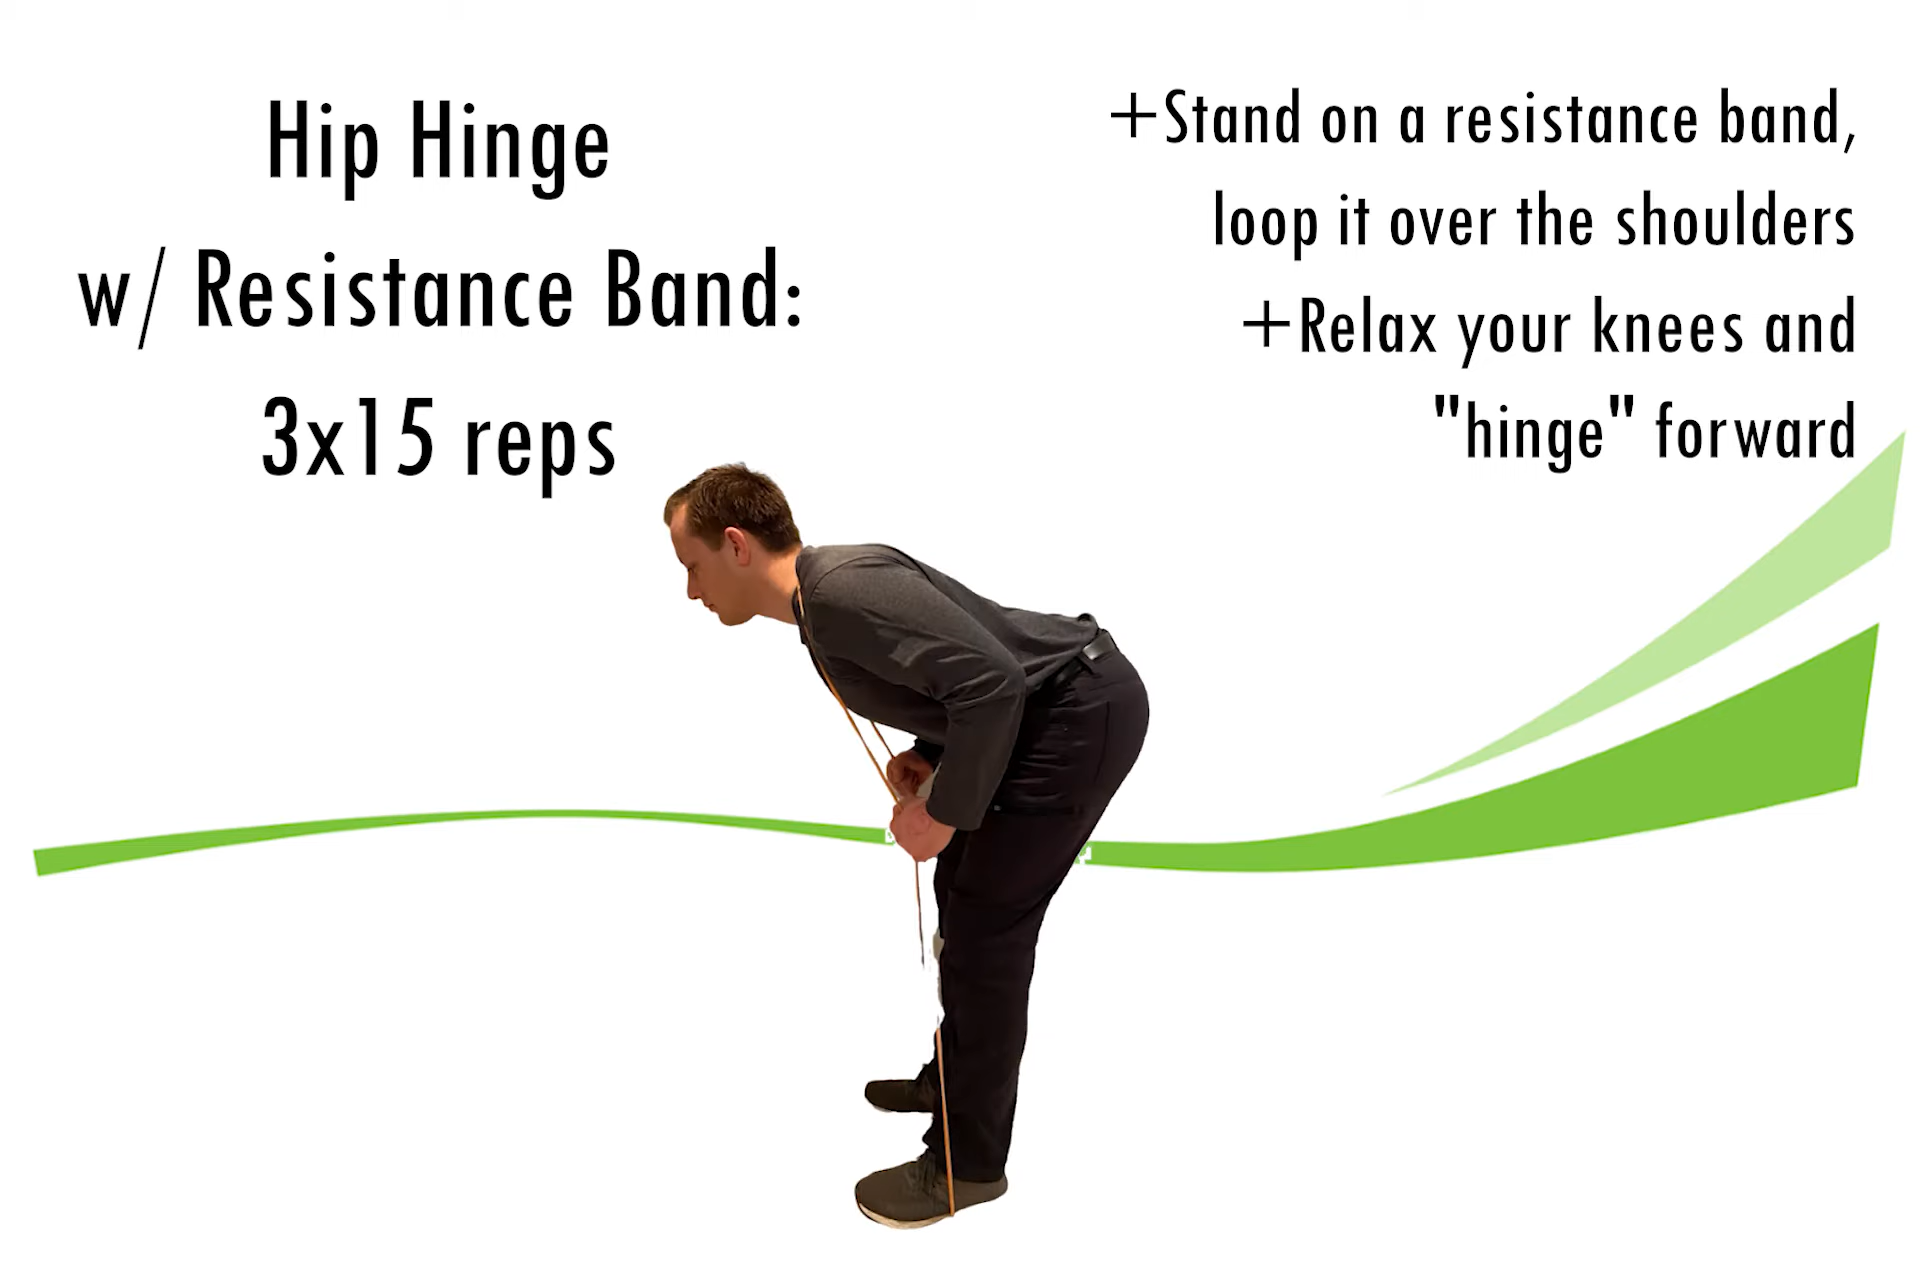 Hip Hinge
w/ Resistance Band:
3x15 reps
+Stand on a resistance band,
loop it over the shoulders
+Relax your knees and
"hinge" forward